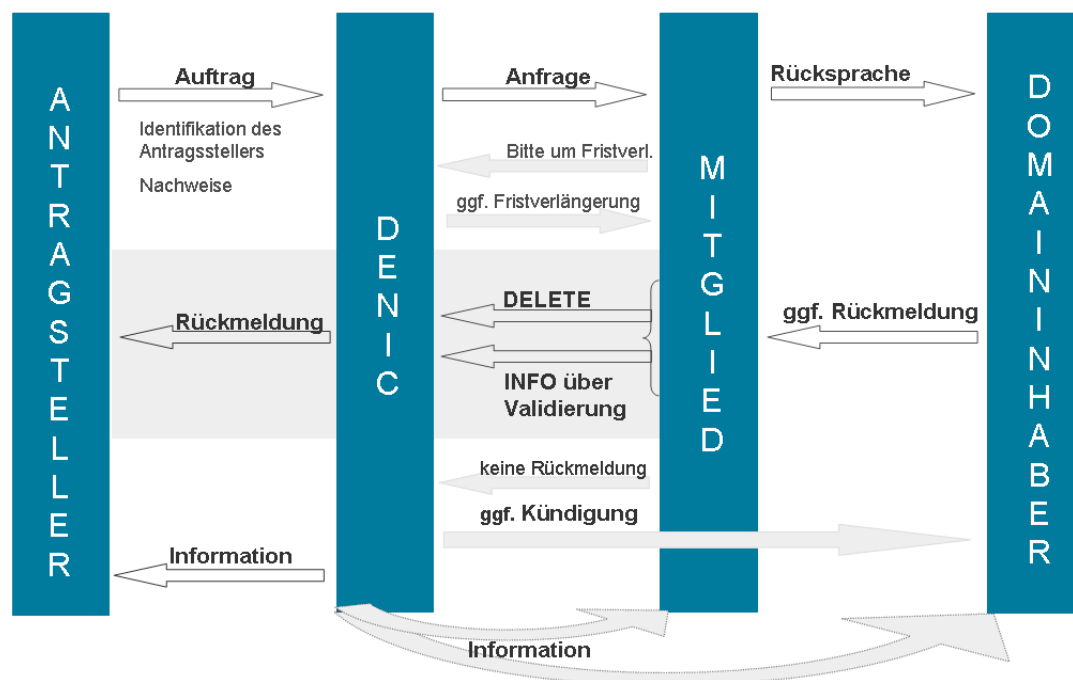 ANTRAGSTELLER
DENIC
MITGLIED
DOMAININHABER
Auftrag
Anfrage
Rücksprache
Identifikation des
Antragsstellers
Nachweise
Bitte um Fristverl.
ggf. Fristverlängerung
Rückmeldung
DELETE
INFO über
Validierung
ggf. Rückmeldung
keine Rückmeldung
ggf. Kündigung
Information
Information